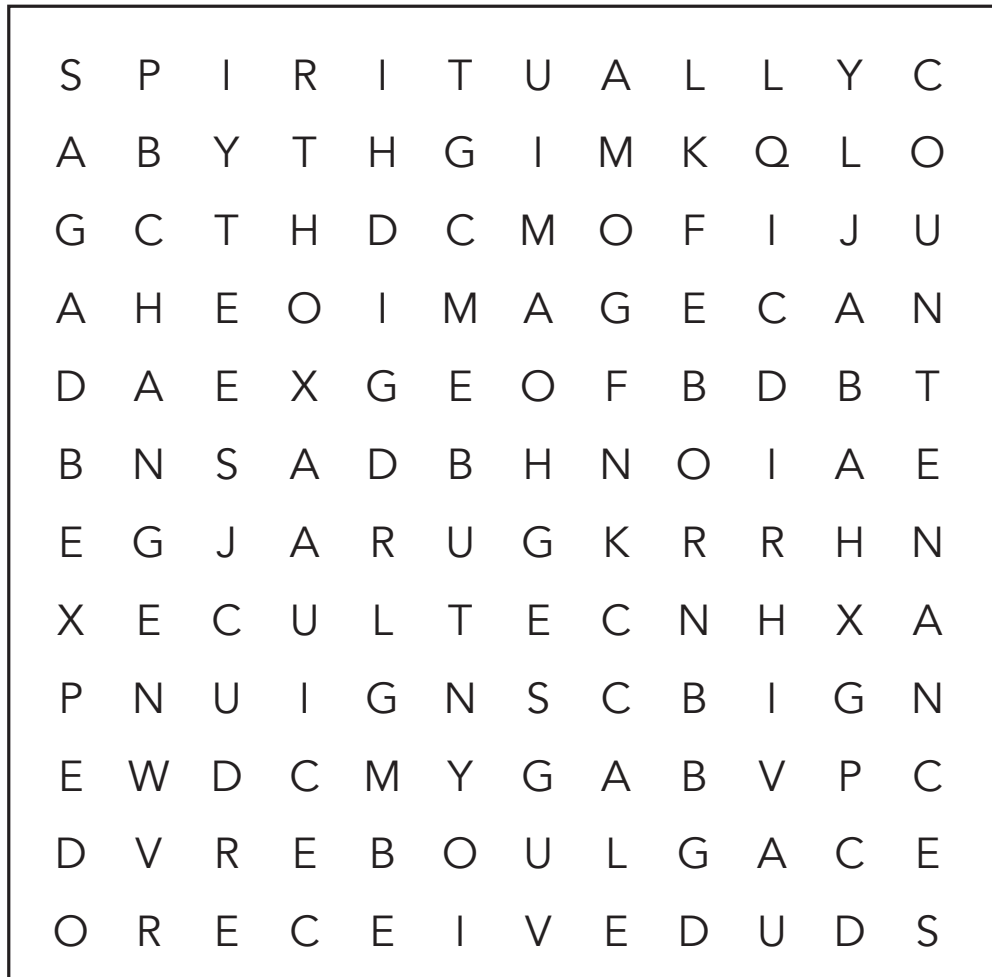 S P I R I T U A L L Y C
A B Y T H G I M K Q L O
G C T H D C M O F I J U
A H E O I M A G E C A N
D A E X G E O F B D B T
B N S A D B H N O I A E
E G J A R U G K R R H N
X E C U L T E C N H X A
P N U I G N S C B I G N
E W D C M Y G A B V P C
D V R E B O U L G A C E
O R E C E I V E D U D S